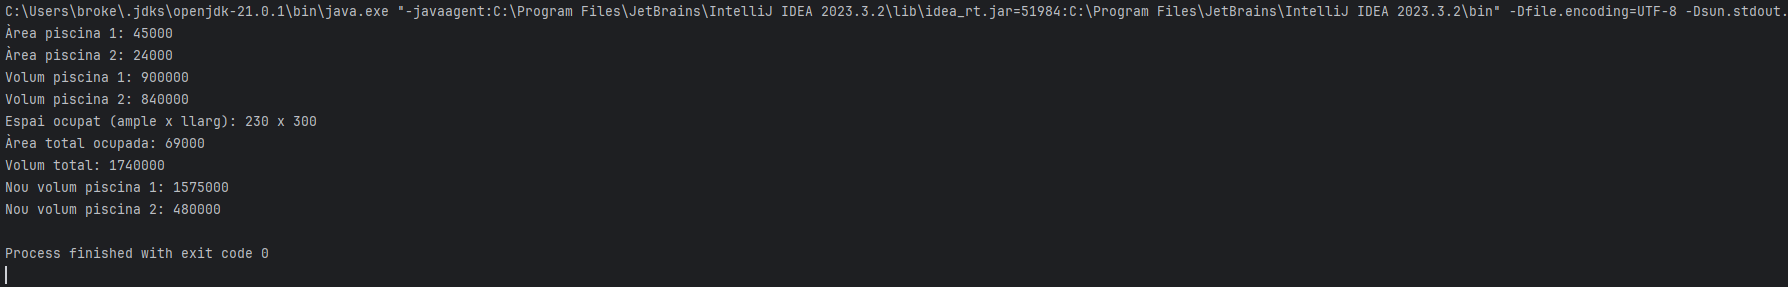 C:\Users\broke\.jdks\openjdk-21.0.1\bin\java.exe "-javaagent:C:\Program Files\JetBrains\IntelliJ IDEA 2023.3.2\lib\idea_rt.jar=51984:C:\Program Files\JetBrains\IntelliJ IDEA 2023.3.2\bin" -Dfile.encoding=UTF-8 -Dsun.stdout.
Àrea piscina 1: 45000
Àrea piscina 2: 24000
Volum piscina 1: 900000
Volum piscina 2: 840000
Espai ocupat (ample x llarg): 230 x 300
Àrea total ocupada: 69000
Volum total: 1740000
Nou volum piscina 1: 1575000
Nou volum piscina 2: 480000
Process finished with exit code 0